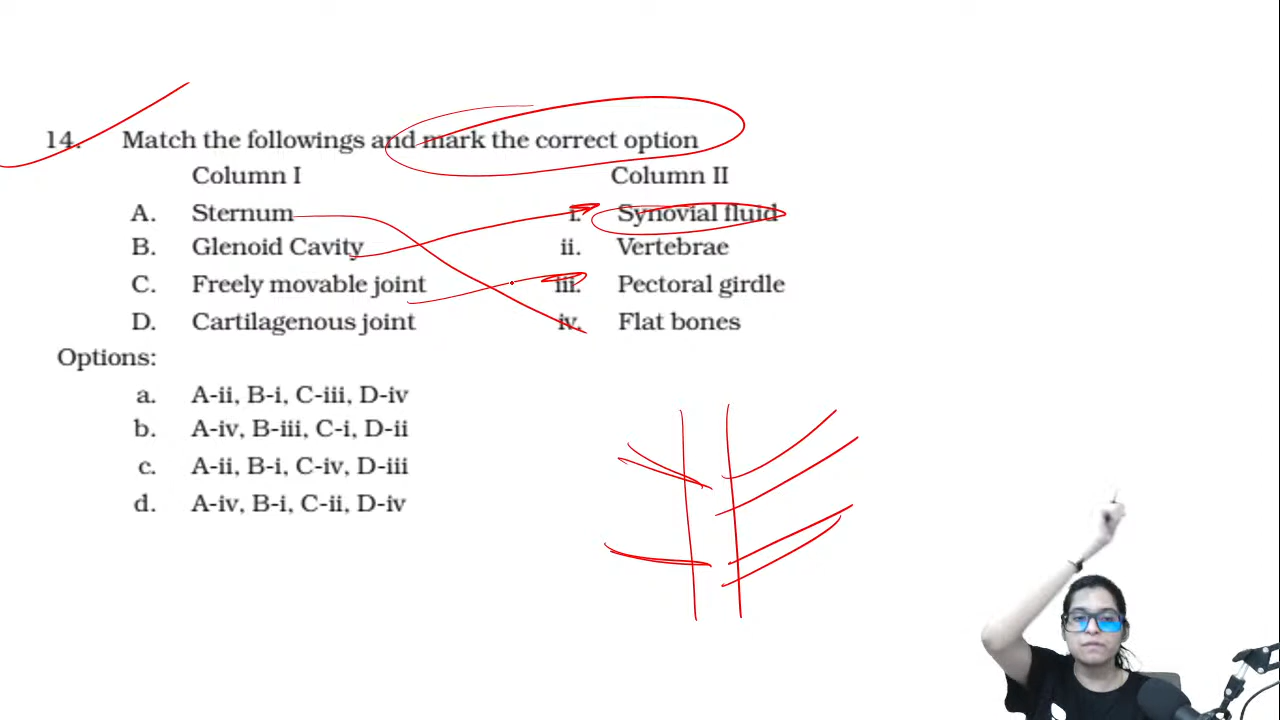 14. Match the followings and mark the correct option
Column I Column II
A. Sternum i. Synovial fluid
B. Glenoid Cavity ii. Vertebrae
C. Freely movable joint iii. Pectoral girdle
D. Cartilagenous joint iv. Flat bones
Options:
a. A-ii, B-i, C-iii, D-iv
b. A-iv, B-iii, C-i, D-ii
c. A-ii, B-i, C-iv, D-iii
d. A-iv, B-i, C-ii, D-iv